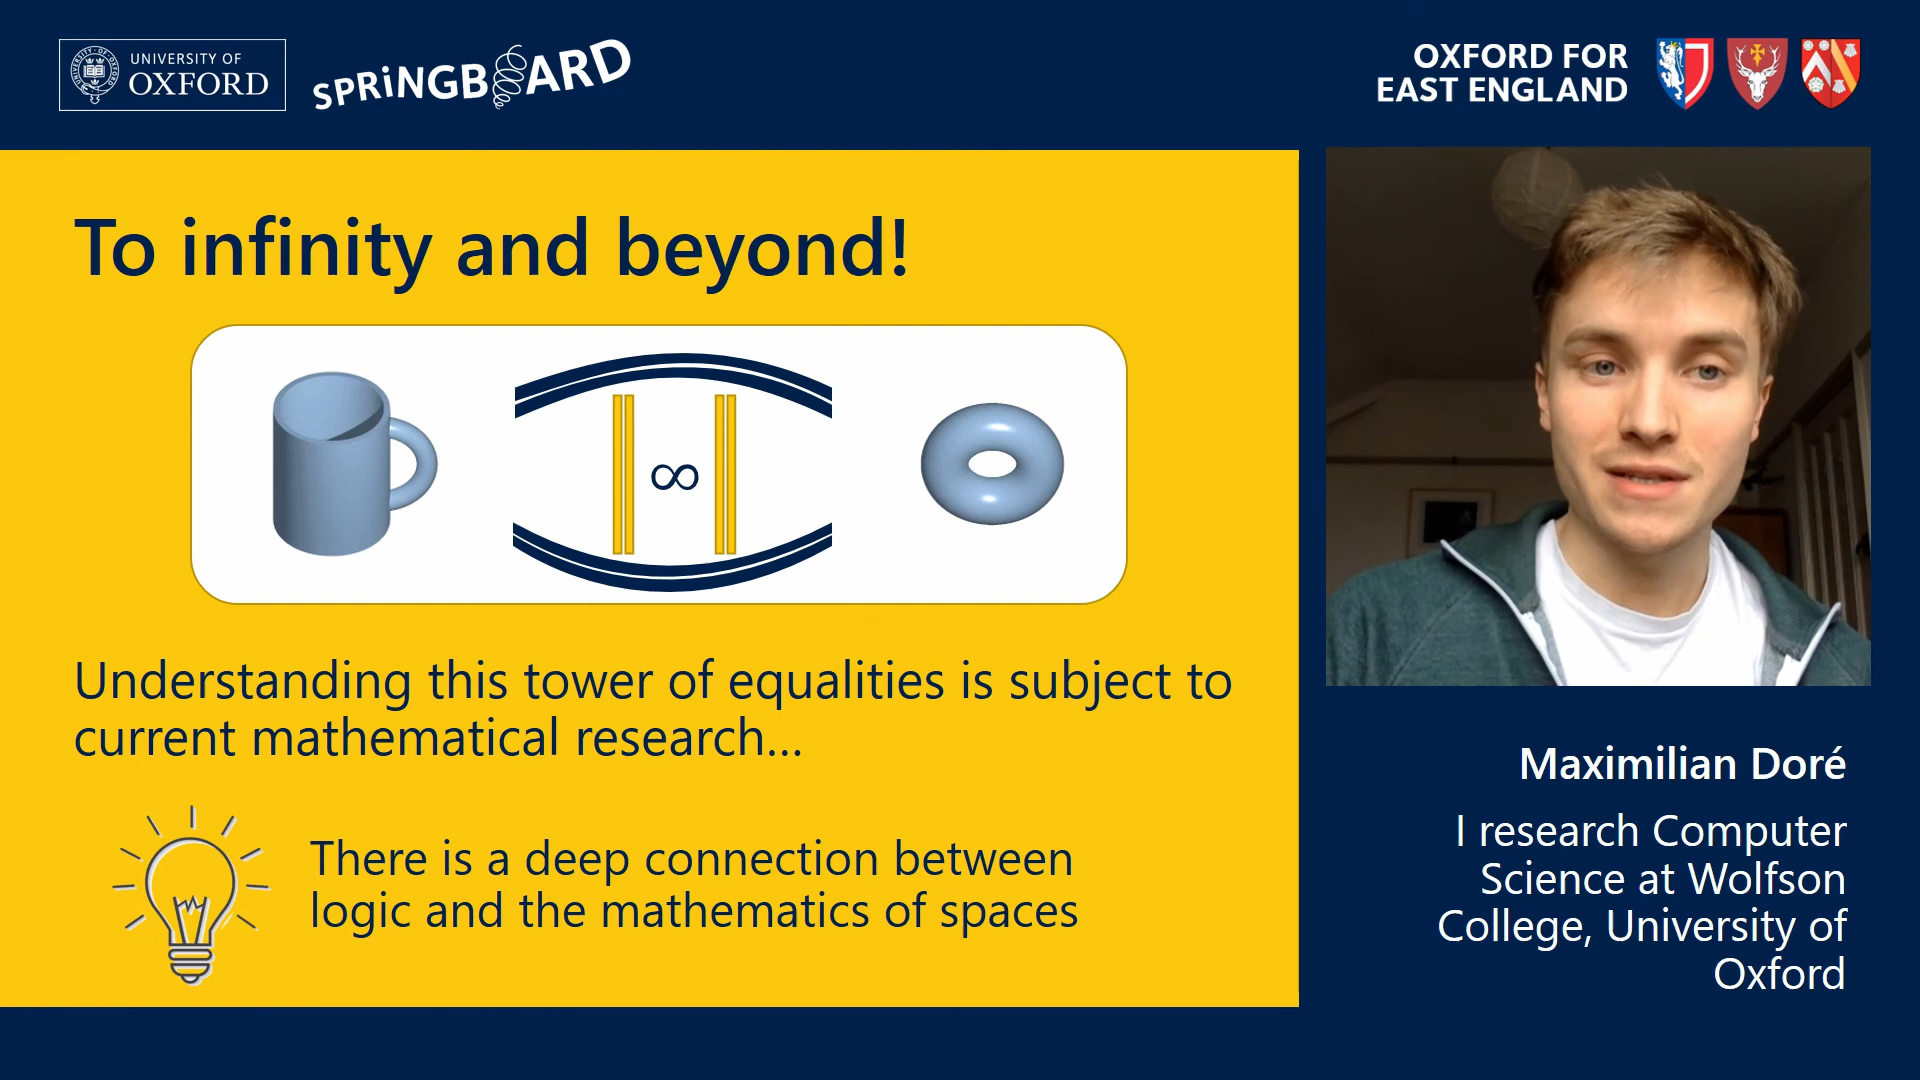 UNIVERSITY OF
OXFORD
SPRiNGBOARD
OXFORD FOR
EAST ENGLAND
To infinity and beyond!
∞
Understanding this tower of equalities is subject to
current mathematical research...
There is a deep connection between
logic and the mathematics of spaces
Maximilian Doré
I research Computer
Science at Wolfson
College, University of
Oxford